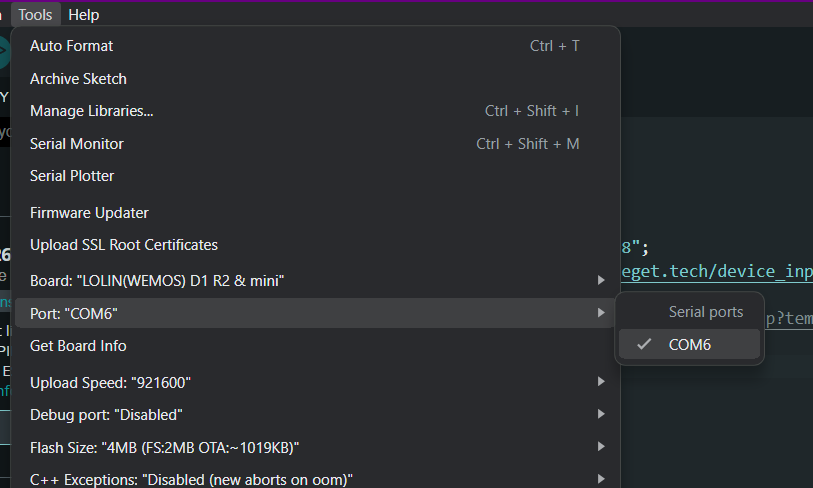 Tools Help
Auto Format Ctrl + T
Archive Sketch
Manage Libraries... Ctrl + Shift + I
Serial Monitor Ctrl + Shift + M
Serial Plotter
Firmware Updater
Upload SSL Root Certificates
8";
eget.tech/device_inp
Board: "LOLIN(WEMOS) D1 R2 & mini"
Port: "COM6"
Serial ports
p?tem
COM6
Get Board Info
Upload Speed: "921600"
Debug port: "Disabled"
Flash Size: "4MB (FS:2MB OTA:~1019KB)"
C++ Exceptions: "Disabled (new aborts on oom)"